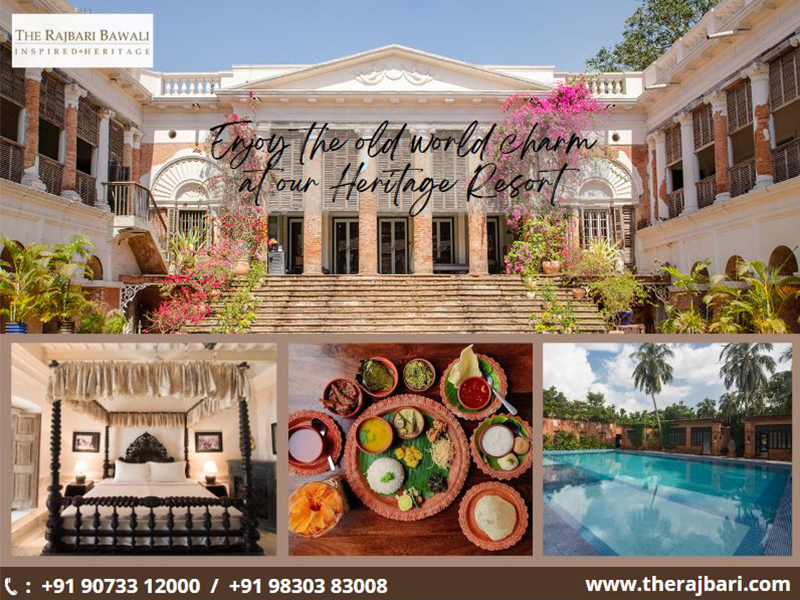 THE RAJBARI BAWALI
INSPIRED HERITAGE
Enjoy the old world charm
at our Heritage Resort
: +91 90733 12000 / +91 98303 83008
www.therajbari.com